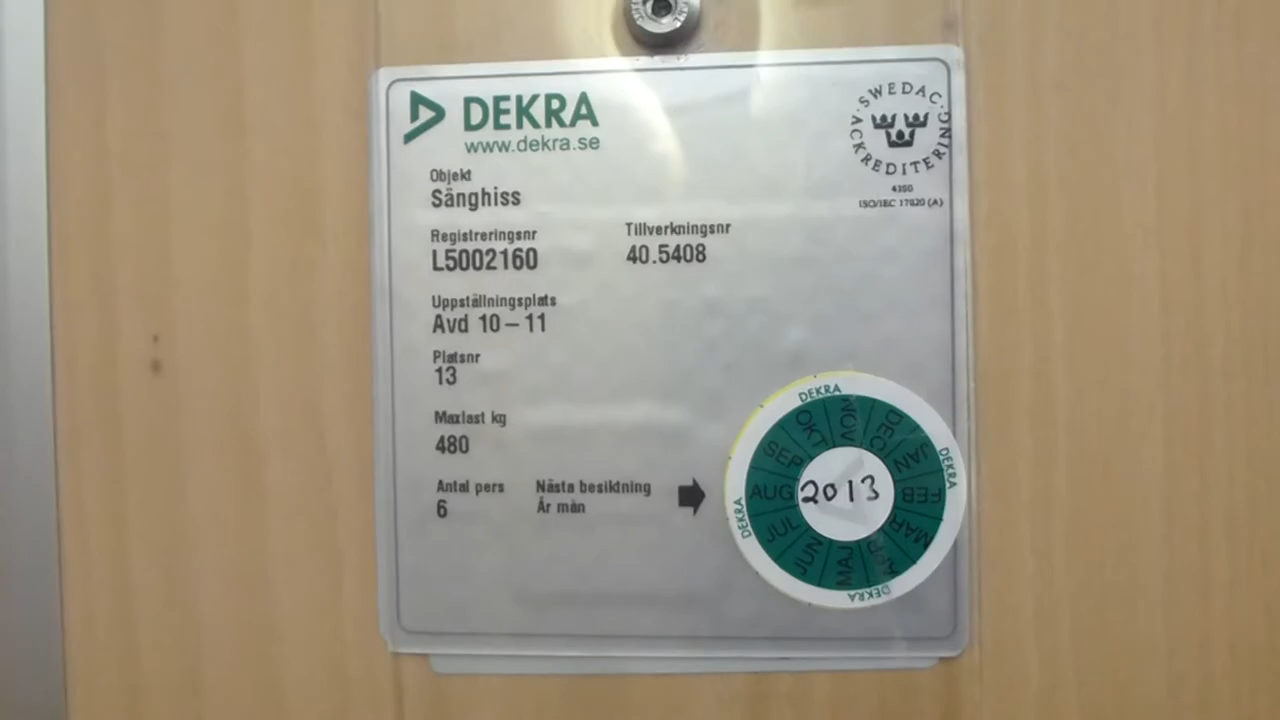 DEKRA
www.dekra.se
SWEDAC
ACKREDITERING
4350
ISO/IEC 17020 (A)
Objekt
Sänghiss
Registreringsnr
Tillverkningsnr
L5002160
40.5408
Uppställningsplats
Avd 10–11
Platsnr
13
Maxlast kg
480
Antal pers
Nästa besiktning
6
År mån
DEKRA
DEKRA
DEKRA
DEKRA
JAN
FEB
MAR
APR
MAJ
JUN
JUL
AUG
SEP
OKT
NOV
DEC
2013